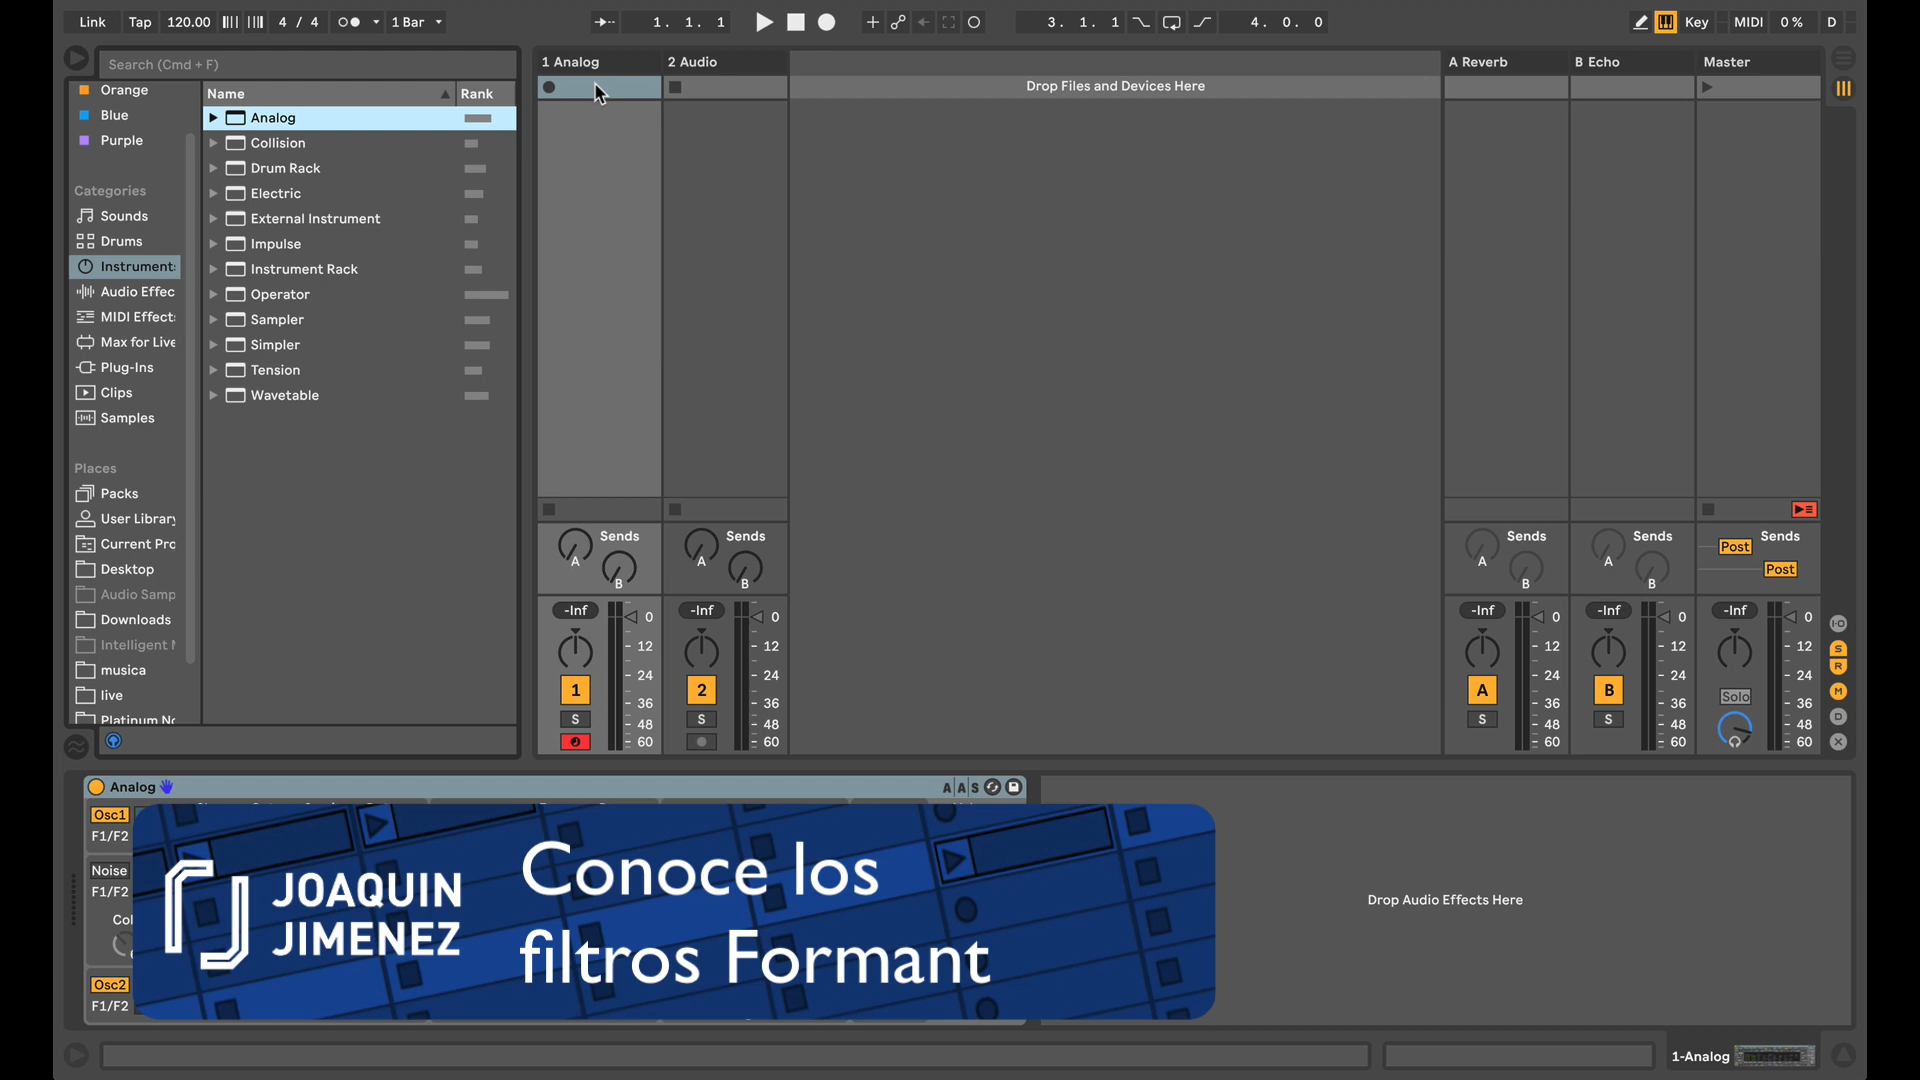 Link Tap 120.00 4 / 4 1 Bar 1. 1. 1 3. 1. 1 4. 0. 0 Key MIDI 0 % D
Search (Cmd + F)
Orange
Blue
Purple
Categories
Sounds
Drums
Instrument
Audio Effec
MIDI Effect
Max for Live
Plug-Ins
Clips
Samples
Places
Packs
User Library
Current Pro
Desktop
Audio Samp
Downloads
Intelligent
musica
live
Platinum
Name Rank
Analog
Collision
Drum Rack
Electric
External Instrument
Impulse
Instrument Rack
Operator
Sampler
Simpler
Tension
Wavetable
1 Analog 2 Audio A Reverb B Echo Master
Drop Files and Devices Here
Sends Sends Sends Sends Sends
A A A A Post
B B B B Post
-Inf -Inf -Inf -Inf -Inf
0 0 0 0 0
12 12 12 12 12
24 24 24 24 24
1 2 A B Solo
36 36 36 36 36
S S S S
48 48 48 48 48
60 60 60 60 60
I·O
S
R
M
D
X
Analog A|A|S
Osc1
F1/F2
Noise
F1/F2
Col
Osc2
F1/F2
JOAQUIN
JIMENEZ
Conoce los
filtros Formant
Drop Audio Effects Here
1-Analog